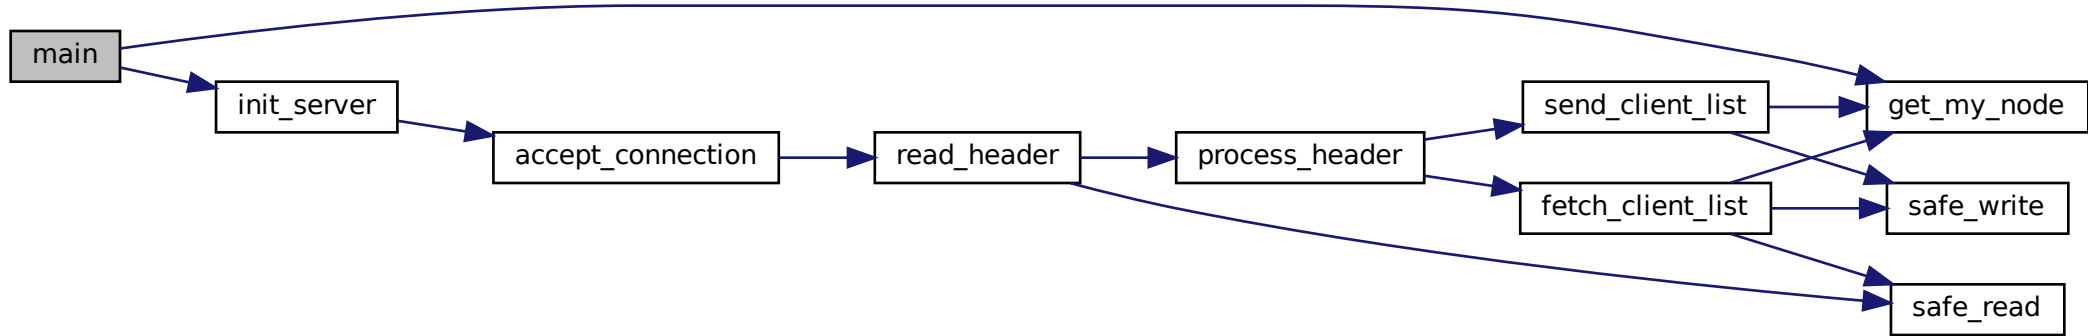 main
init_server
accept_connection
read_header
process_header
send_client_list
fetch_client_list
get_my_node
safe_write
safe_read